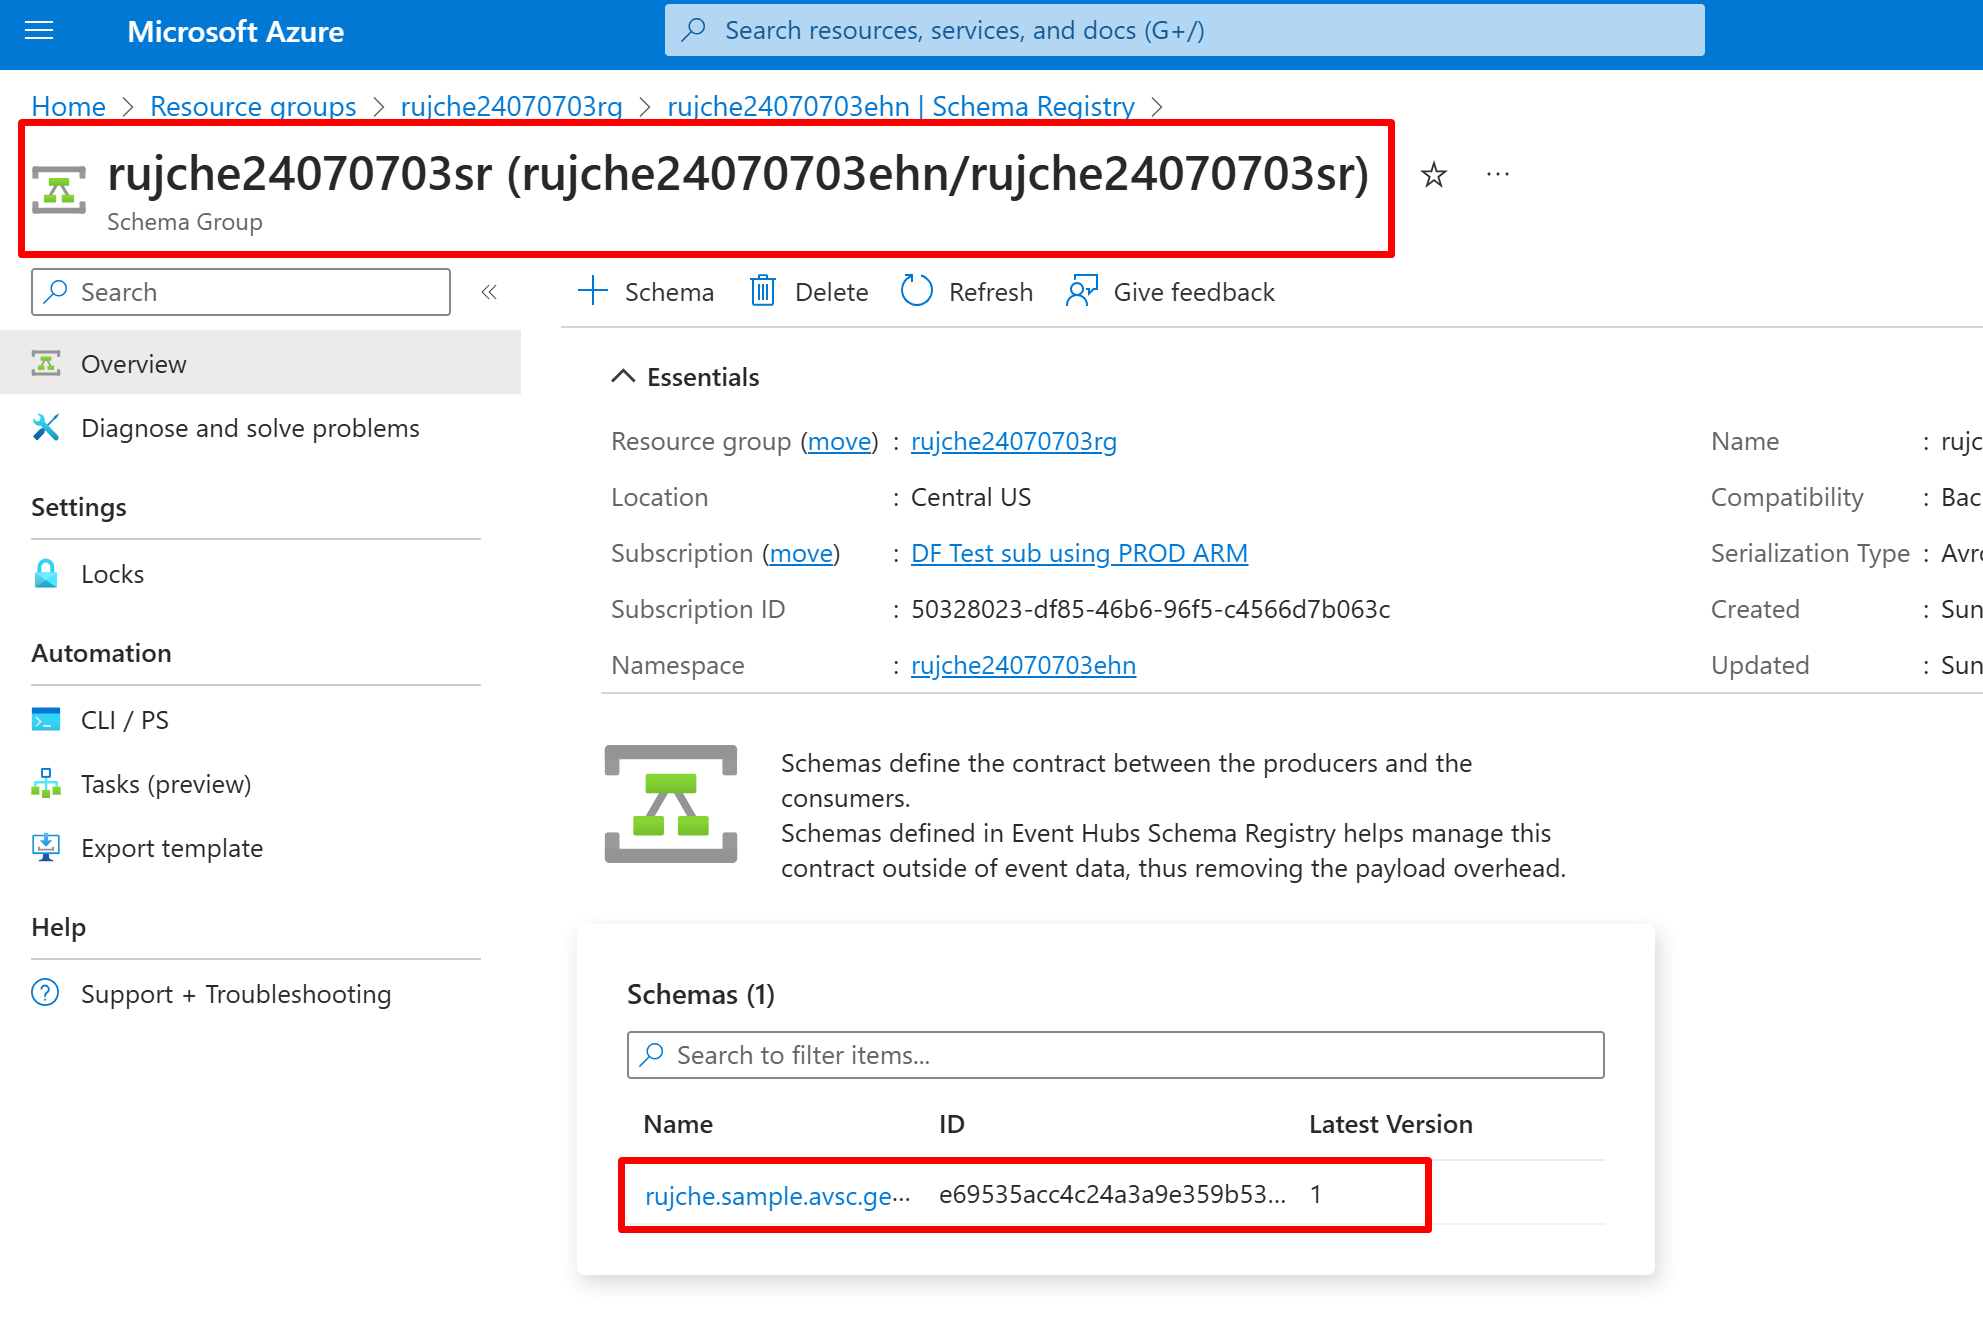 Microsoft Azure
Search resources, services, and docs (G+/)
Home > Resource groups > rujche24070703rg > rujche24070703ehn | Schema Registry >
rujche24070703sr (rujche24070703ehn/rujche24070703sr)
...
Schema Group
Search
«
Schema Delete Refresh Give feedback
Overview
Diagnose and solve problems
Settings
Locks
Automation
CLI / PS
Tasks (preview)
Export template
Help
Support + Troubleshooting
Essentials
Resource group (move) : rujche24070703rg
Location : Central US
Subscription (move) : DF Test sub using PROD ARM
Subscription ID : 50328023-df85-46b6-96f5-c4566d7b063c
Namespace : rujche24070703ehn
Name : rujc
Compatibility : Bac
Serialization Type : Avro
Created : Sun
Updated : Sun
Schemas define the contract between the producers and the
consumers.
Schemas defined in Event Hubs Schema Registry helps manage this
contract outside of event data, thus removing the payload overhead.
Schemas (1)
Search to filter items...
Name ID Latest Version
rujche.sample.avsc.ge... e69535acc4c24a3a9e359b53... 1